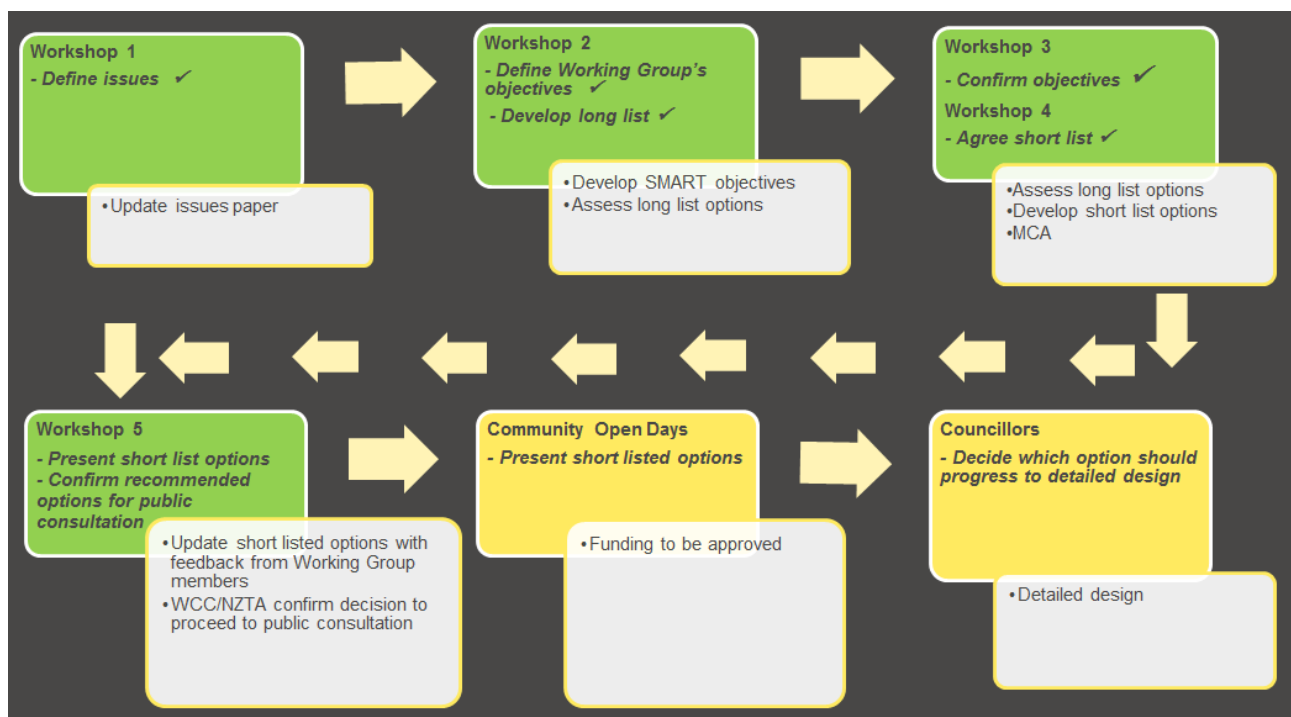 Workshop 1
- Define issues ✓
•Update issues paper
Workshop 2
- Define Working Group's
objectives ✓
- Develop long list ✓
•Develop SMART objectives
•Assess long list options
Workshop 3
- Confirm objectives ✓
Workshop 4
- Agree short list ✓
•Assess long list options
•Develop short list options
•MCA
Workshop 5
- Present short list options
- Confirm recommended
options for public
consultation
•Update short listed options with
feedback from Working Group
members
•WCC/NZTA confirm decision to
proceed to public consultation
Community Open Days
- Present short listed options
•Funding to be approved
Councillors
- Decide which option should
progress to detailed design
•Detailed design